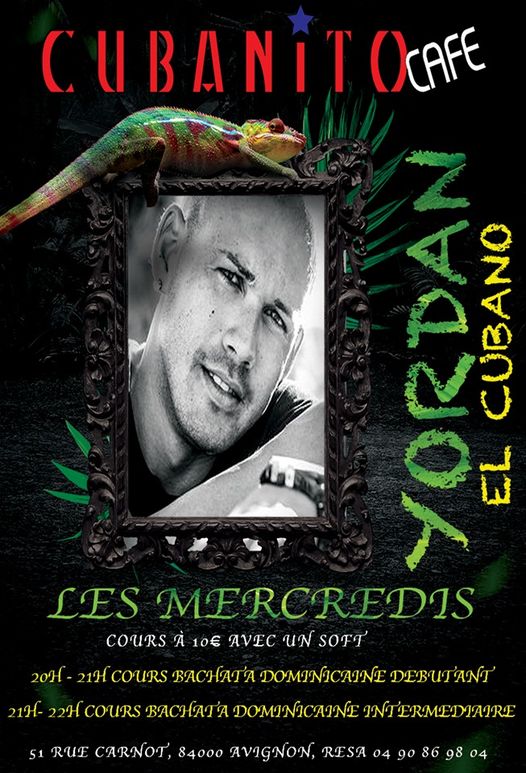 CUBANiTO CAFE
YORDAN
EL CUBANO
LES MERCREDIS
COURS À 10€ AVEC UN SOFT
20H - 21H COURS BACHATA DOMINICAINE DEBUTANT
21H- 22H COURS BACHATA DOMINICAINE INTERMEDIAIRE
51 RUE CARNOT, 84000 AVIGNON, RESA 04 90 86 98 04